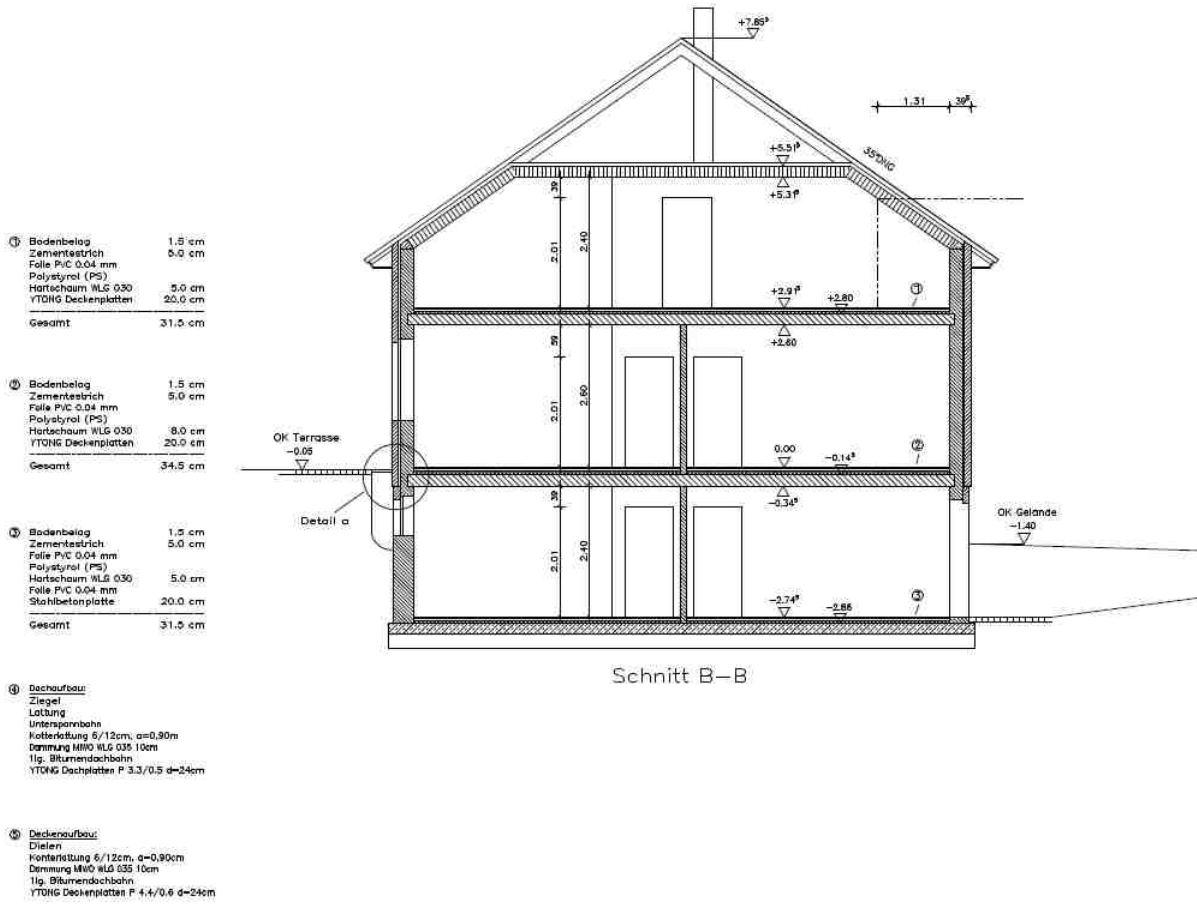 ① Bodenbelag 1.5 cm
Zementestrich 5.0 cm
Folie PVC 0.04 mm
Polystyrol (PS)
Hartschaum WLG 030 5.0 cm
YTONG Deckenplatten 20.0 cm
Gesamt 31.5 cm
② Bodenbelag 1.5 cm
Zementestrich 5.0 cm
Folie PVC 0.04 mm
Polystyrol (PS)
Hartschaum WLG 030 8.0 cm
YTONG Deckenplatten 20.0 cm
Gesamt 34.5 cm
③ Bodenbelag 1.5 cm
Zementestrich 5.0 cm
Folie PVC 0.04 mm
Polystyrol (PS)
Hartschaum WLG 030 5.0 cm
Folie PVC 0.04 mm
Stahlbetonplatte 20.0 cm
Gesamt 31.5 cm
④ Dachaufbau:
Ziegel
Lattung
Unterspannbahn
Kotterlattung 6/12cm, a=0,90m
Dämmung MIWO WLG 035 10cm
1lg. Bitumendachbahn
YTONG Dachplatten P 3.3/0.5 d=24cm
⑤ Deckenaufbau:
Dielen
Konterlattung 6/12cm, a=0,90cm
Dämmung MIWO WLG 035 10cm
1lg. Bitumendachbahn
YTONG Deckenplatten P 4.4/0.6 d=24cm
+7.85⁵
1.31 39⁵
35°DNG
+5.51⁵
+5.31⁵
39
2.01
2.40
+2.91⁵
+2.80
①
+2.60
59
2.01
2.60
OK Terrasse
−0.05
0.00
−0.14⁵
②
−0.34⁵
Detail a
39
2.01
2.40
OK Gelände
−1.40
−2.74⁵
−2.86
③
Schnitt B–B